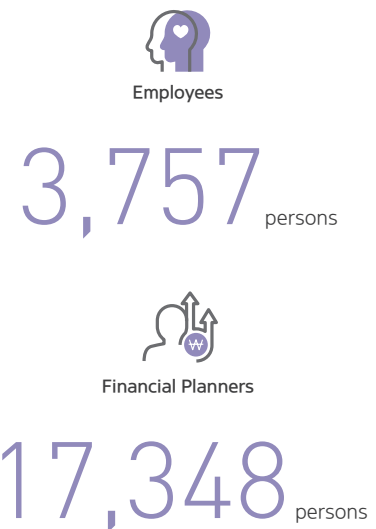 Employees
3,757 persons
₩
Financial Planners
17,348 persons